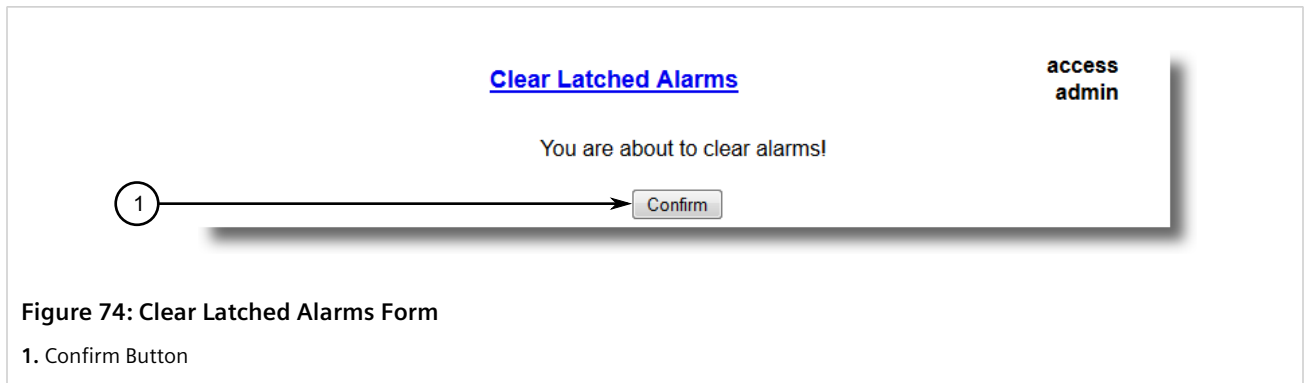 Clear Latched Alarms
access
admin
You are about to clear alarms!
1
Confirm
Figure 74: Clear Latched Alarms Form
1. Confirm Button